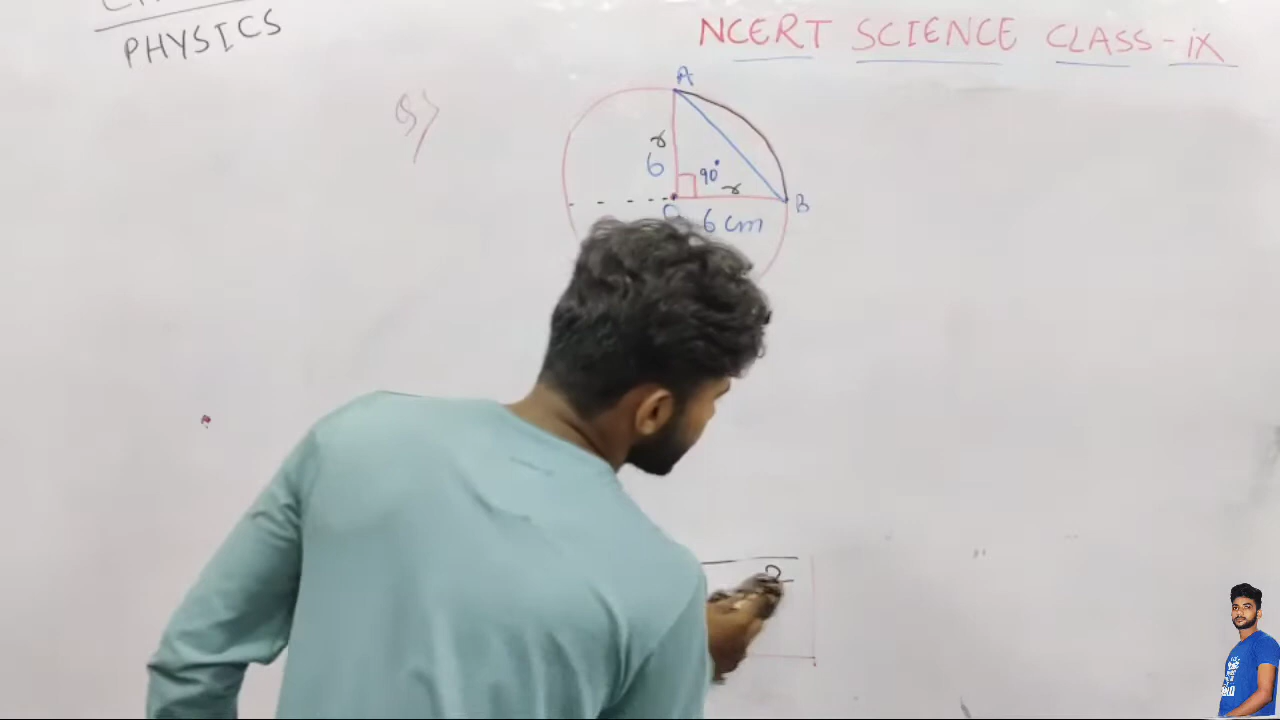 PHYSICS
NCERT SCIENCE CLASS-ix
Q)
A
r
6
90°
r
B
O
6 cm